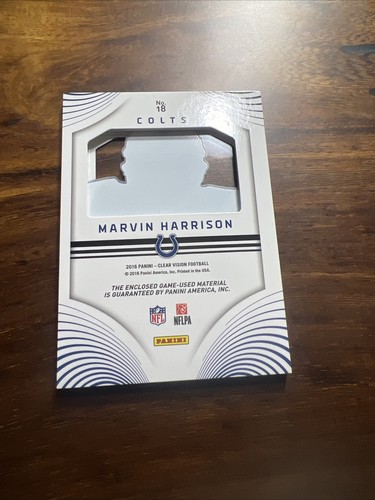 No.
18
COLTS
MARVIN HARRISON
2016 PANINI - CLEAR VISION FOOTBALL
© 2016 Panini America, Inc. Printed in the USA.
THE ENCLOSED GAME-USED MATERIAL
IS GUARANTEED BY PANINI AMERICA, INC.
NFL
NFLPA
PANINI